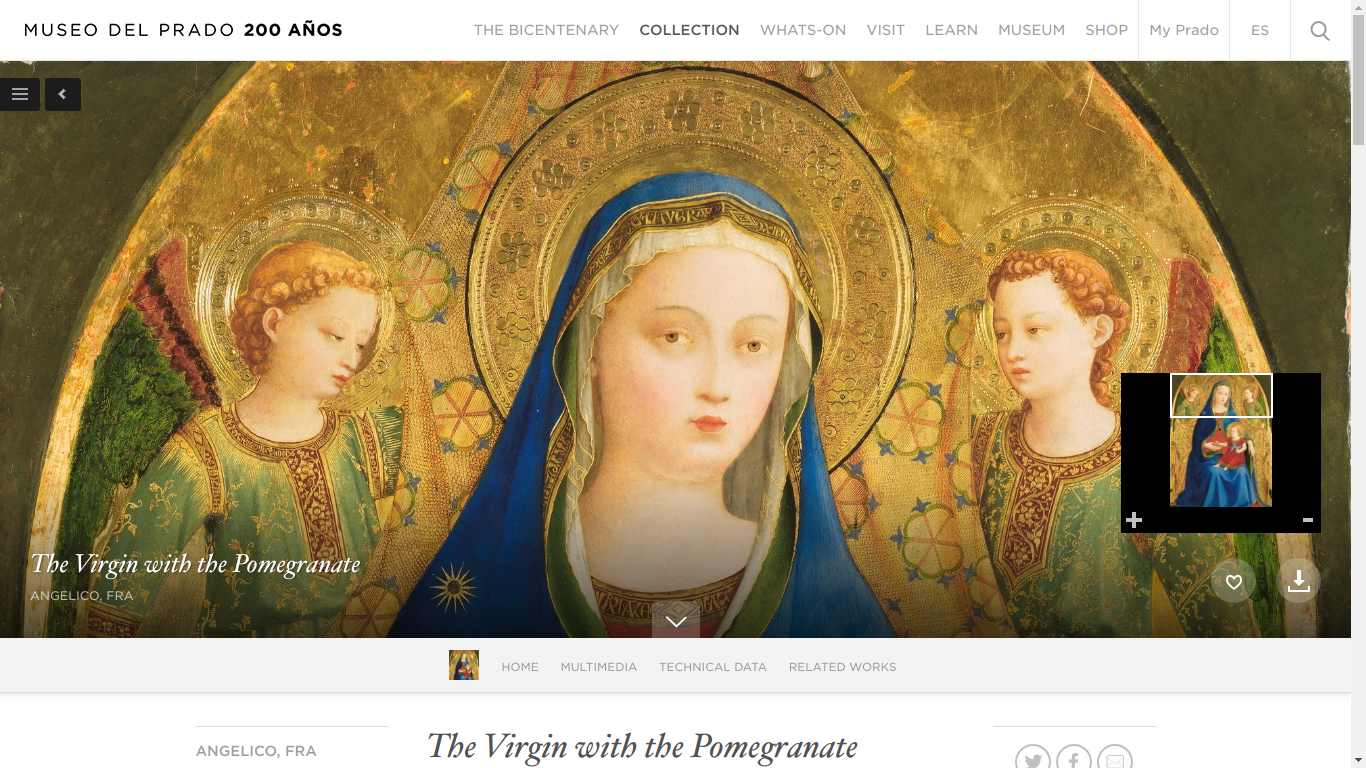 MUSEO DEL PRADO 200 AÑOS
THE BICENTENARY COLLECTION WHATS-ON VISIT LEARN MUSEUM SHOP My Prado ES
The Virgin with the Pomegranate
ANGELICO, FRA
HOME MULTIMEDIA TECHNICAL DATA RELATED WORKS
ANGELICO, FRA
The Virgin with the Pomegranate